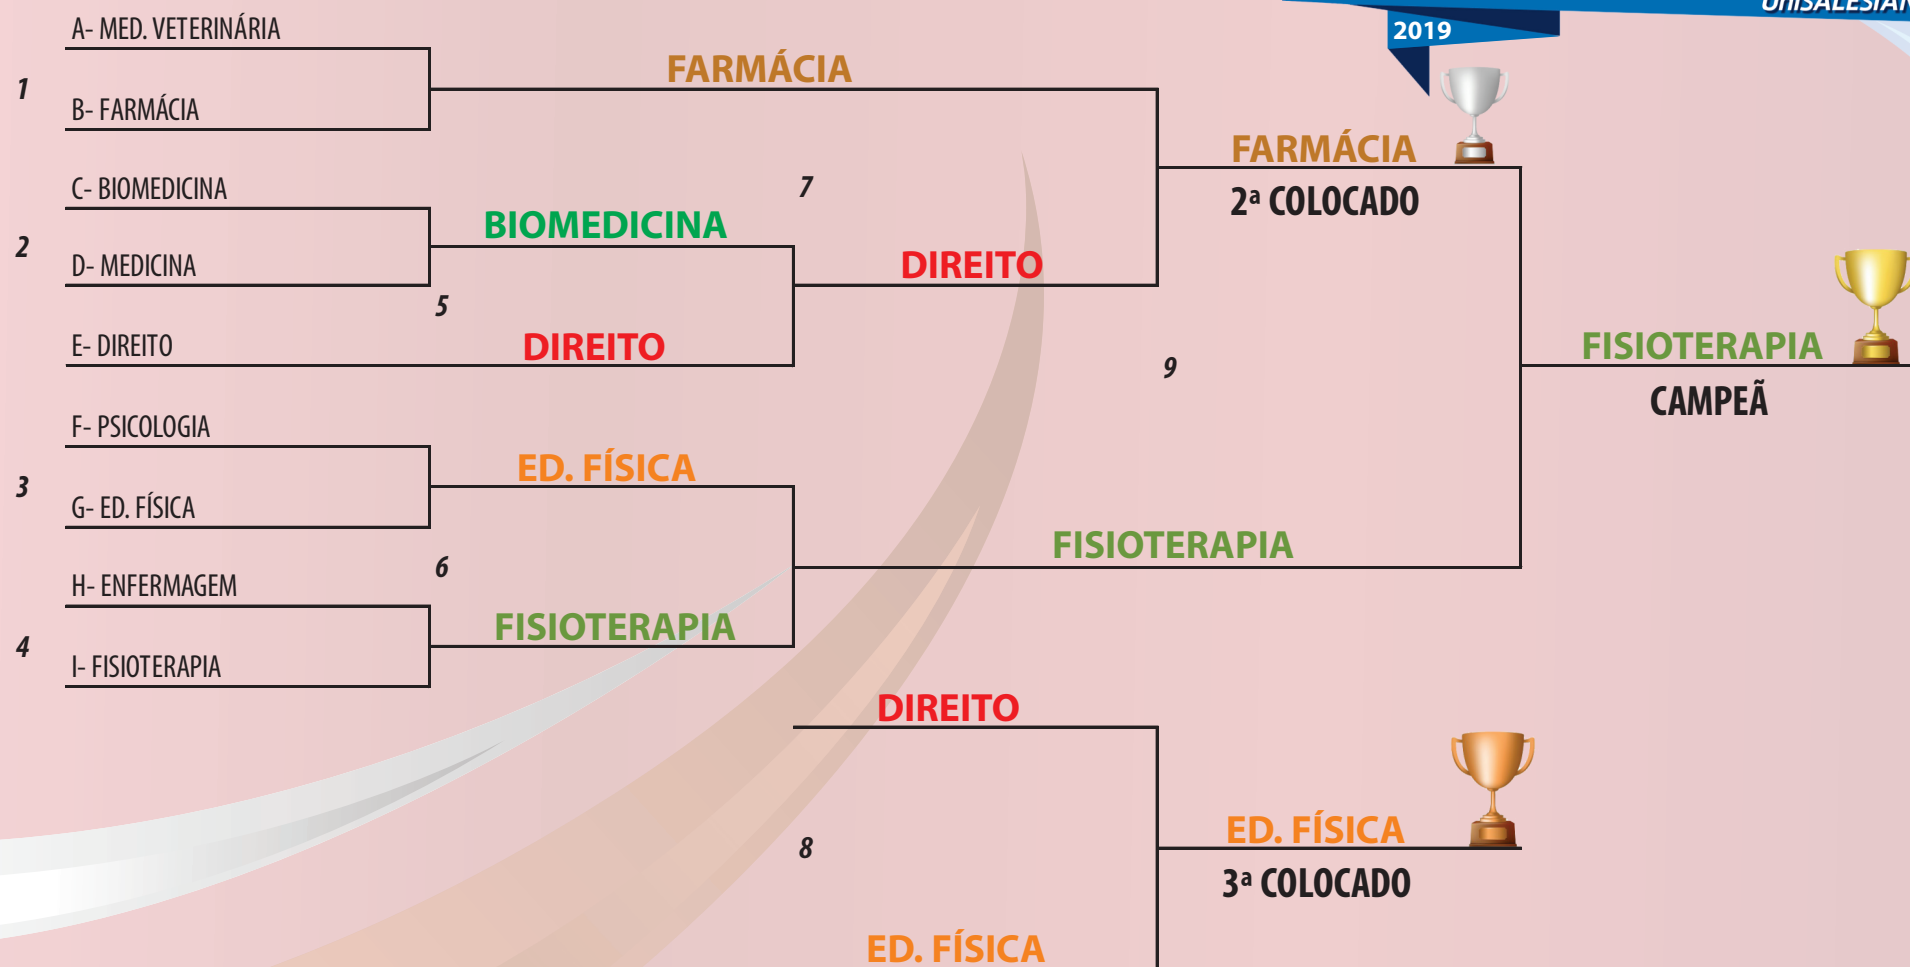 UniSALESIAN
2019
A- MED. VETERINÁRIA
1
FARMÁCIA
B- FARMÁCIA
FARMÁCIA
2ª COLOCADO
C- BIOMEDICINA
7
2
BIOMEDICINA
D- MEDICINA
DIREITO
5
E- DIREITO
DIREITO
9
FISIOTERAPIA
CAMPEÃ
F- PSICOLOGIA
3
ED. FÍSICA
G- ED. FÍSICA
6
FISIOTERAPIA
H- ENFERMAGEM
4
FISIOTERAPIA
I- FISIOTERAPIA
DIREITO
8
ED. FÍSICA
3ª COLOCADO
ED. FÍSICA